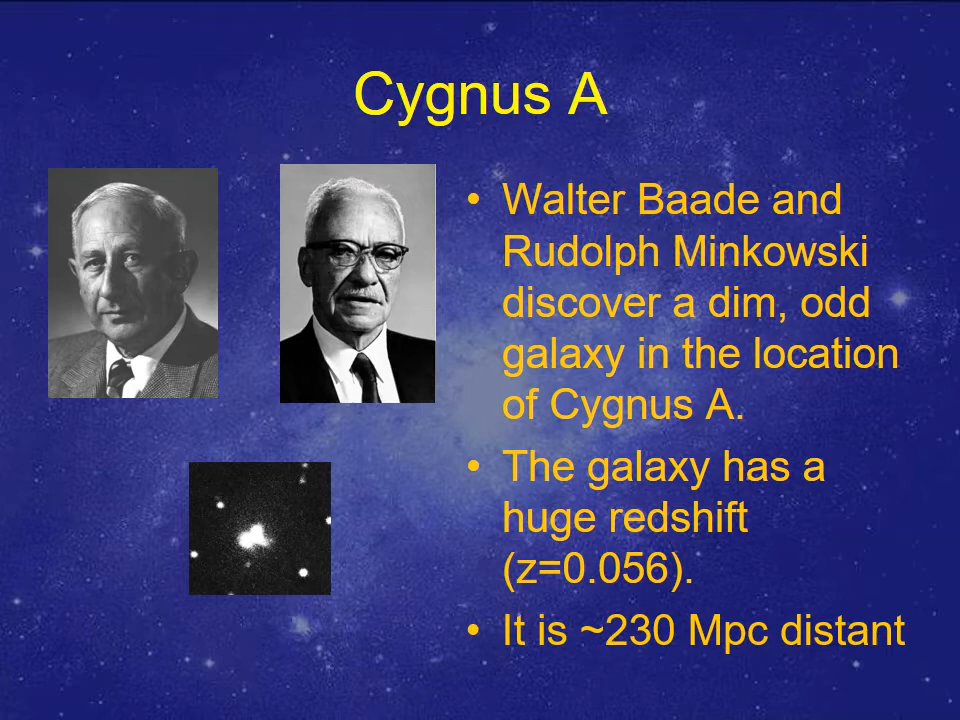 Cygnus A
• Walter Baade and
Rudolph Minkowski
discover a dim, odd
galaxy in the location
of Cygnus A.
• The galaxy has a
huge redshift
(z=0.056).
• It is ~230 Mpc distant